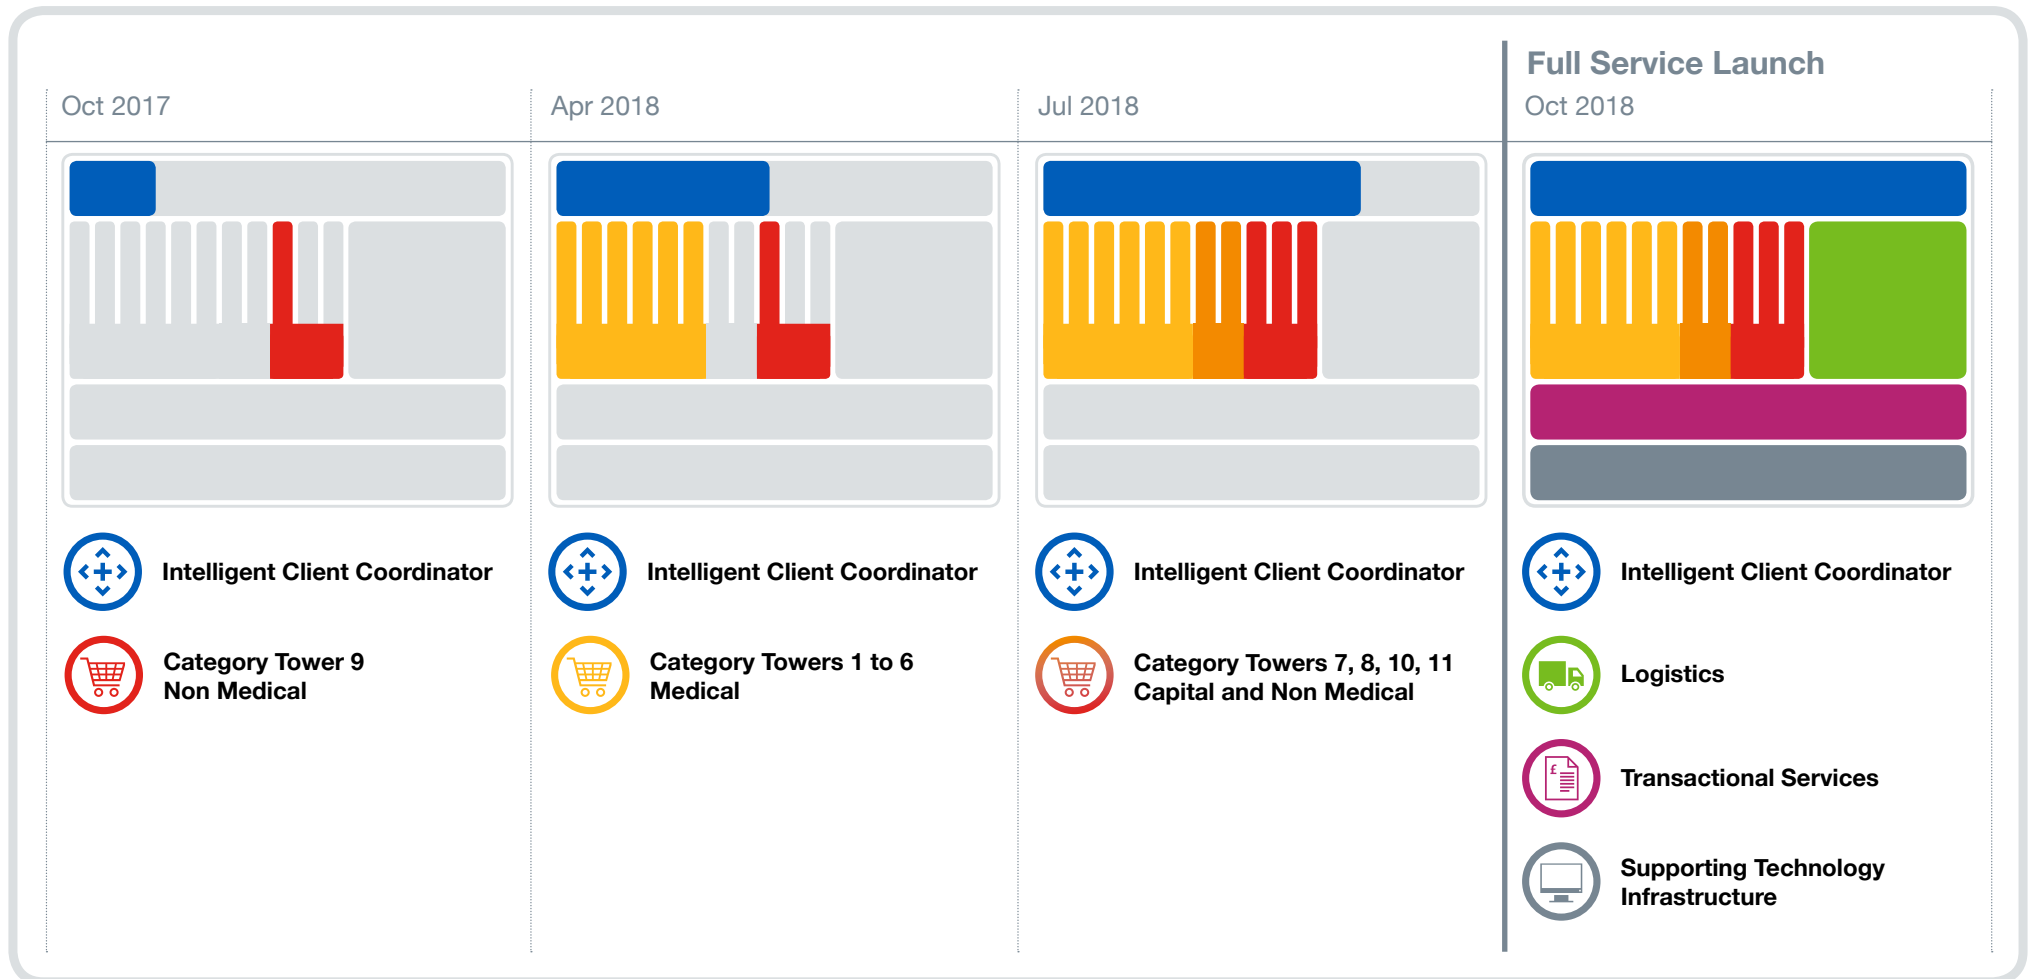 Full Service Launch
Oct 2017
Apr 2018
Jul 2018
Oct 2018
Intelligent Client Coordinator
Category Tower 9
Non Medical
Intelligent Client Coordinator
Category Towers 1 to 6
Medical
Intelligent Client Coordinator
Category Towers 7, 8, 10, 11
Capital and Non Medical
Intelligent Client Coordinator
Logistics
£
Transactional Services
Supporting Technology
Infrastructure